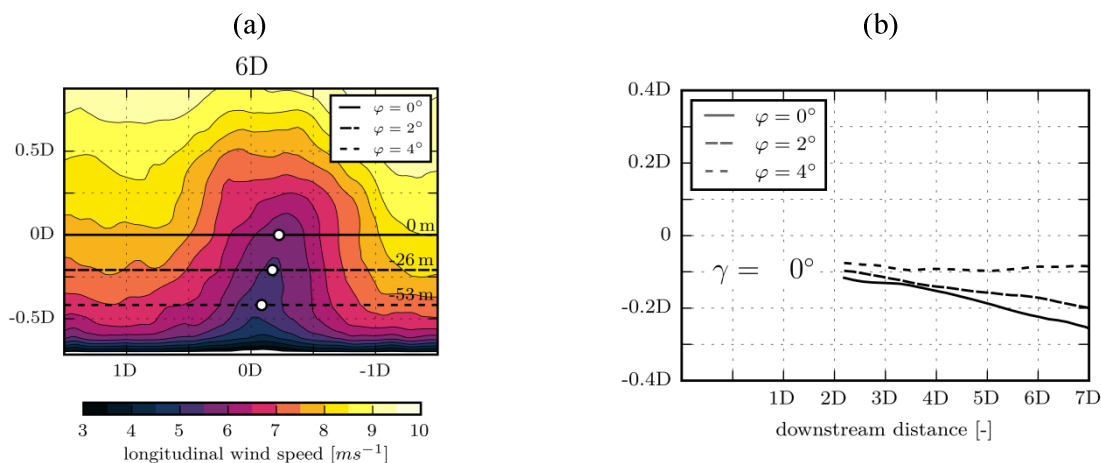 (a)
6D
φ = 0°
φ = 2°
φ = 4°
0.5D
0D
-0.5D
0 m
-26 m
-53 m
1D 0D -1D
3 4 5 6 7 8 9 10
longitudinal wind speed [ms⁻¹]
(b)
0.4D
0.2D
0
-0.2D
-0.4D
φ = 0°
φ = 2°
φ = 4°
γ = 0°
1D 2D 3D 4D 5D 6D 7D
downstream distance [-]